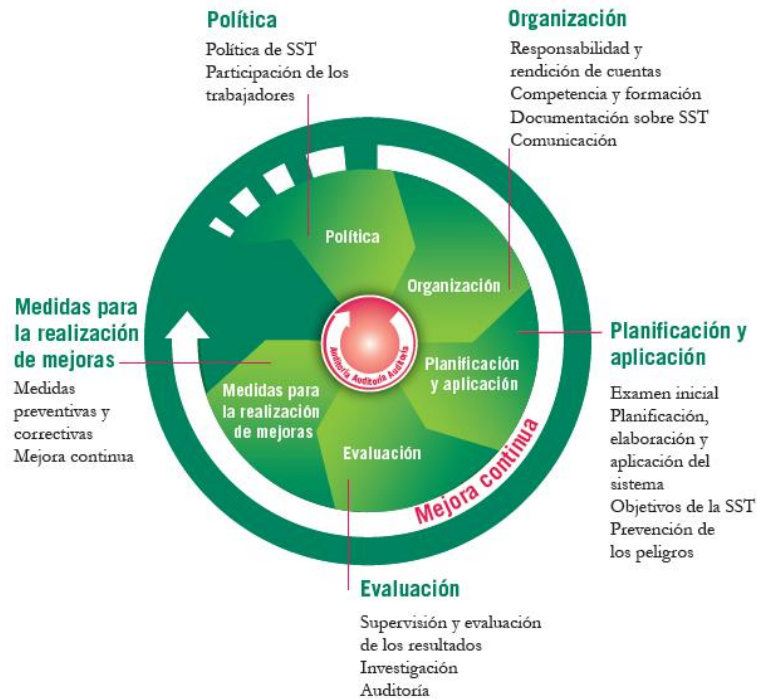 Política
Política de SST
Participación de los
trabajadores
Organización
Responsabilidad y
rendición de cuentas
Competencia y formación
Documentación sobre SST
Comunicación
Política
Organización
Planificación
y aplicación
Evaluación
Medidas para
la realización
de mejoras
Auditoría Auditoría Auditoría
Mejora continua
Medidas para
la realización
de mejoras
Medidas
preventivas y
correctivas
Mejora continua
Planificación y
aplicación
Examen inicial
Planificación,
elaboración y
aplicación del
sistema
Objetivos de la SST
Prevención de
los peligros
Evaluación
Supervisión y evaluación
de los resultados
Investigación
Auditoría